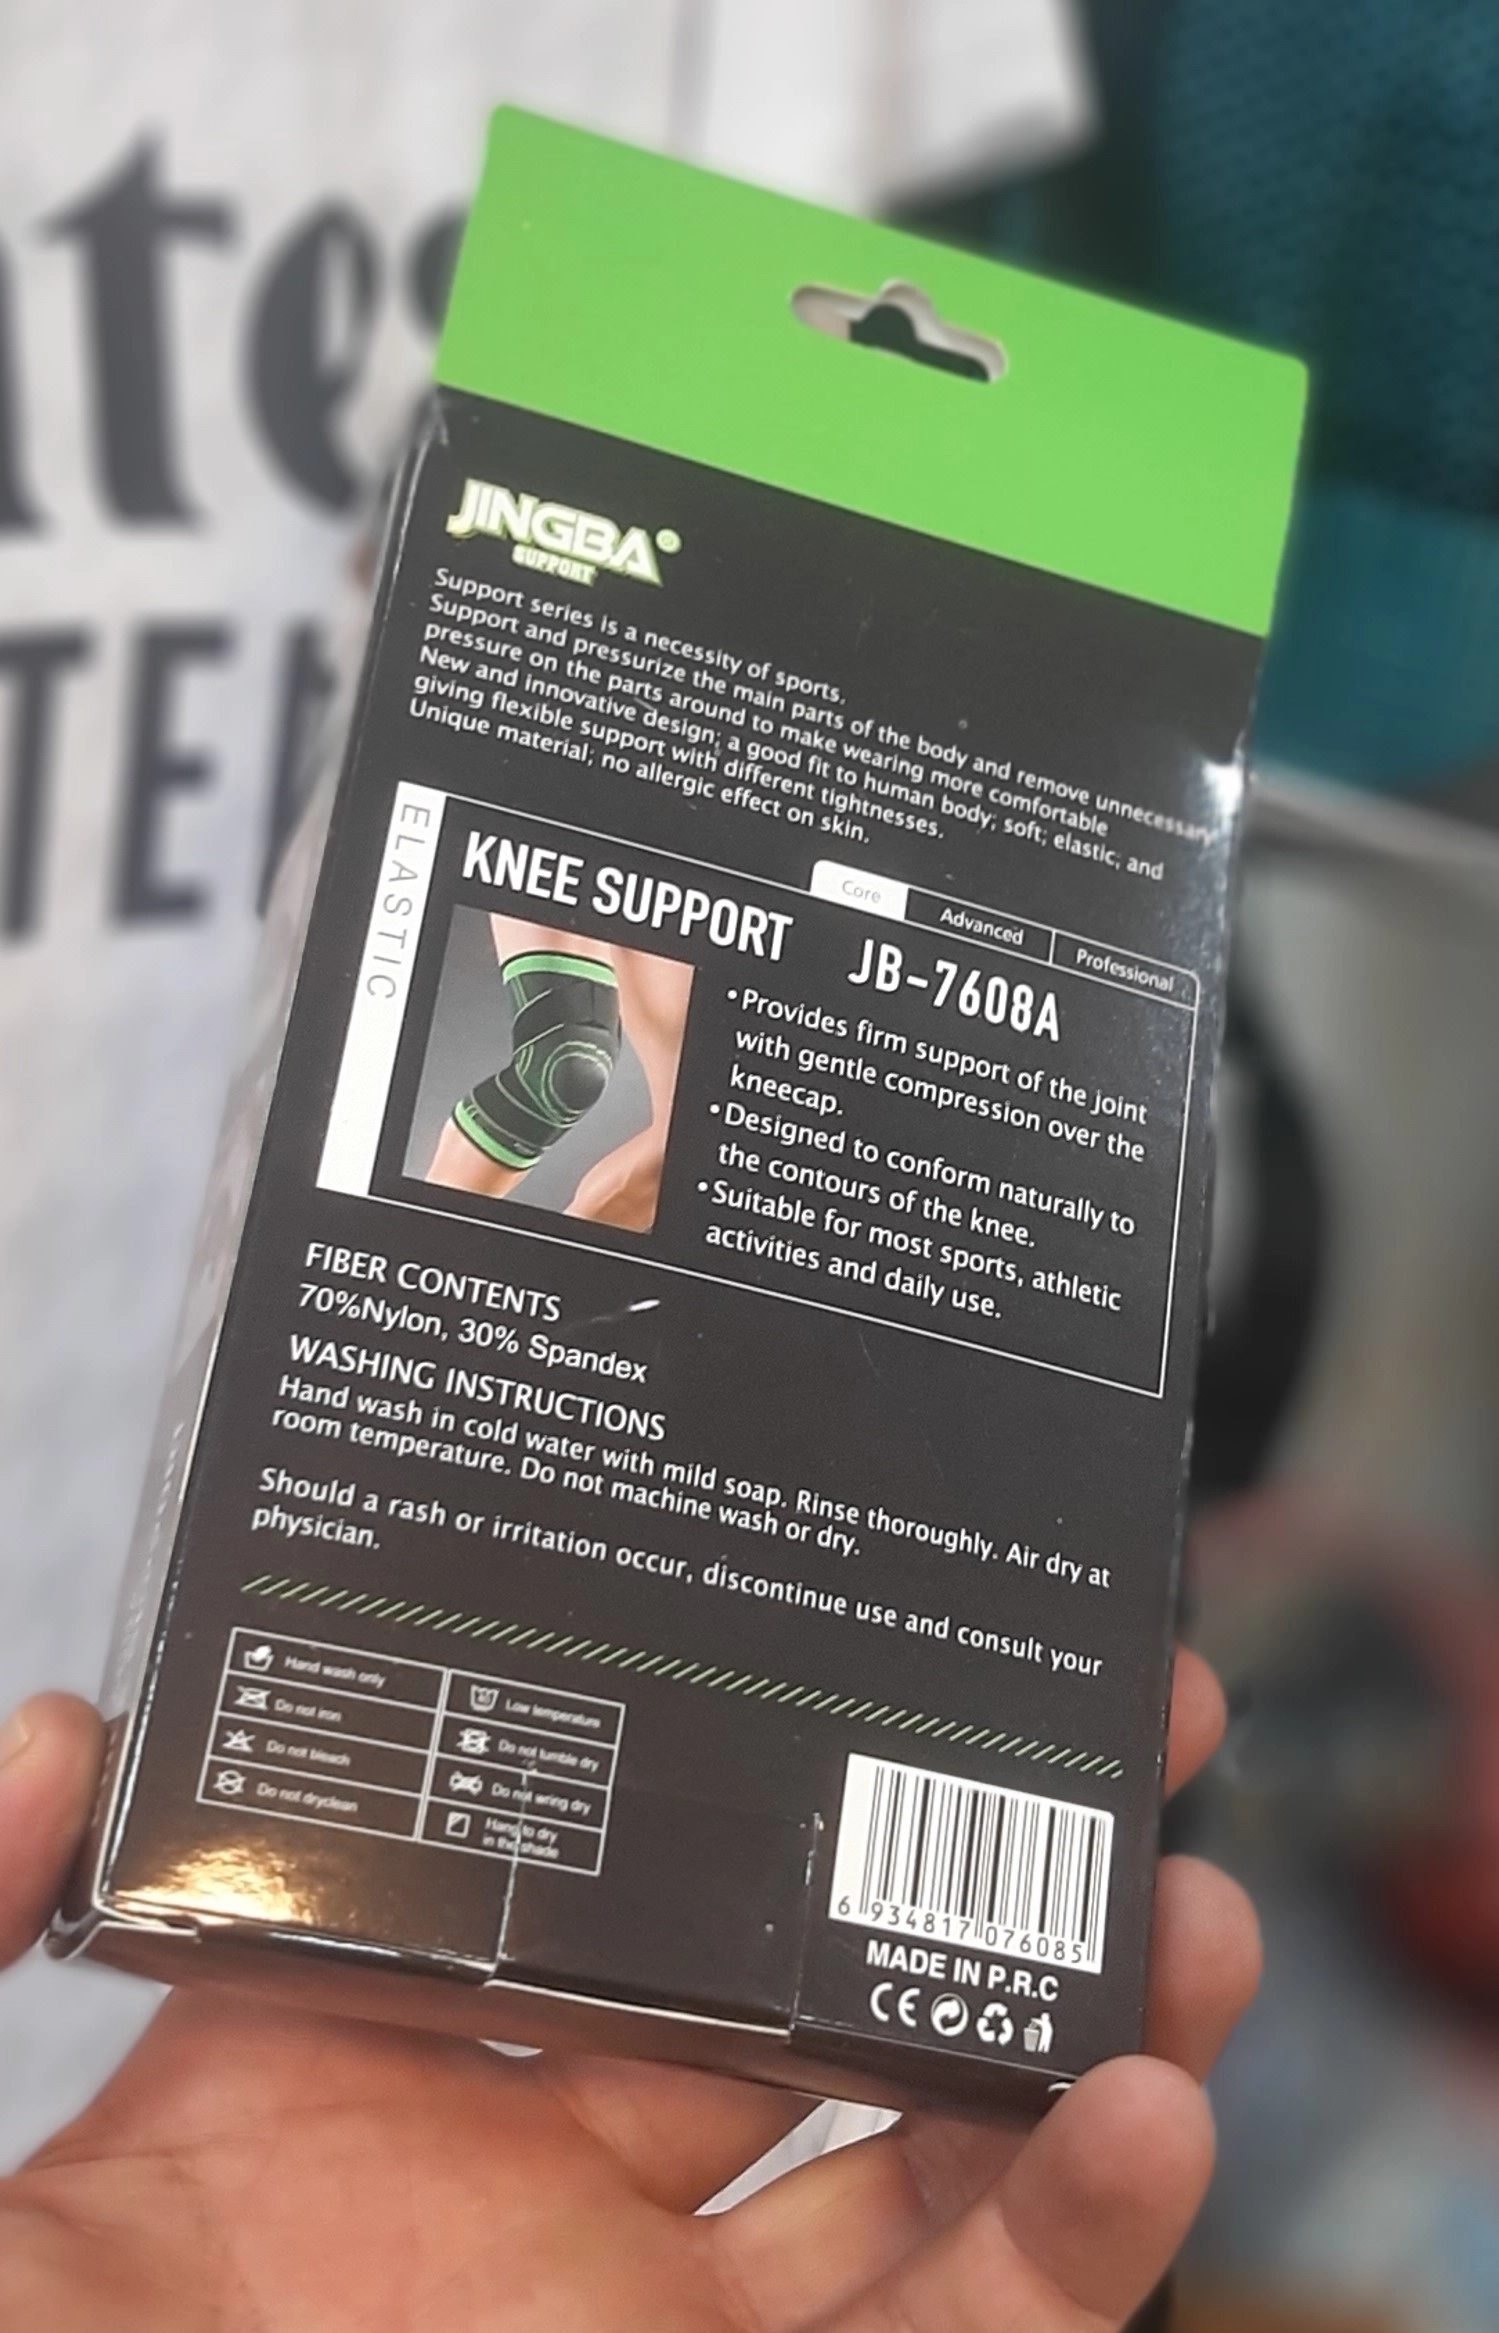 JINGBA®
SUPPORT
Support series is a necessity of sports.
Support and pressurize the main parts of the body and remove unnecessary
pressure on the parts around to make wearing more comfortable
New and innovative design; a good fit to human body; soft; elastic; and
giving flexible support with different tightnesses.
Unique material; no allergic effect on skin.
ELASTIC
KNEE SUPPORT
Core
Advanced
Professional
JB-7608A
•Provides firm support of the joint
with gentle compression over the
kneecap.
•Designed to conform naturally to
the contours of the knee.
•Suitable for most sports, athletic
activities and daily use.
FIBER CONTENTS
70%Nylon, 30% Spandex
WASHING INSTRUCTIONS
Hand wash in cold water with mild soap. Rinse thoroughly. Air dry at
room temperature. Do not machine wash or dry.
Should a rash or irritation occur, discontinue use and consult your
physician.
Hand wash only
Low temperature
Do not iron
Do not tumble dry
Do not bleach
Do not wring dry
Do not dryclean
Hang to dry
in the shade
6 934817 076085
MADE IN P.R.C
CE